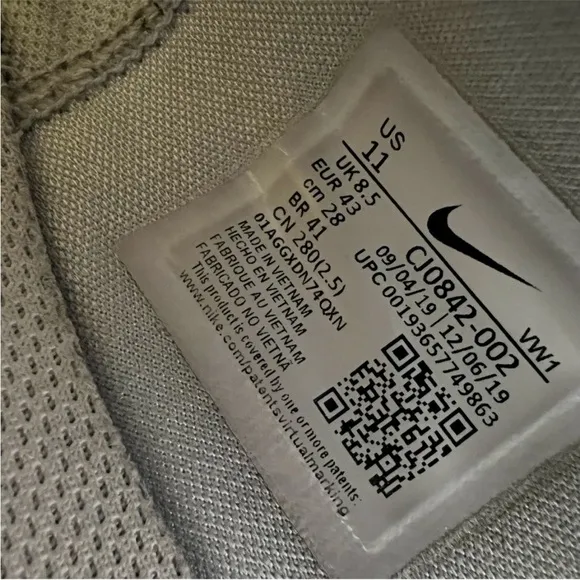 US
11
UK 8.5
EUR 43
cm 28
BR 41
CN 280(2.5)
01AGGXDN74QXN
MADE IN VIETNAM
HECHO EN VIETNAM
FABRIQUE AU VIETNAM
FABRICADO NO VIETNÃ
This product is covered by one or more patents:
www.nike.com/patentsvirtualmarking
CJ0842-002 VW1
09/04/19 | 12/06/19
UPC 00193657749863